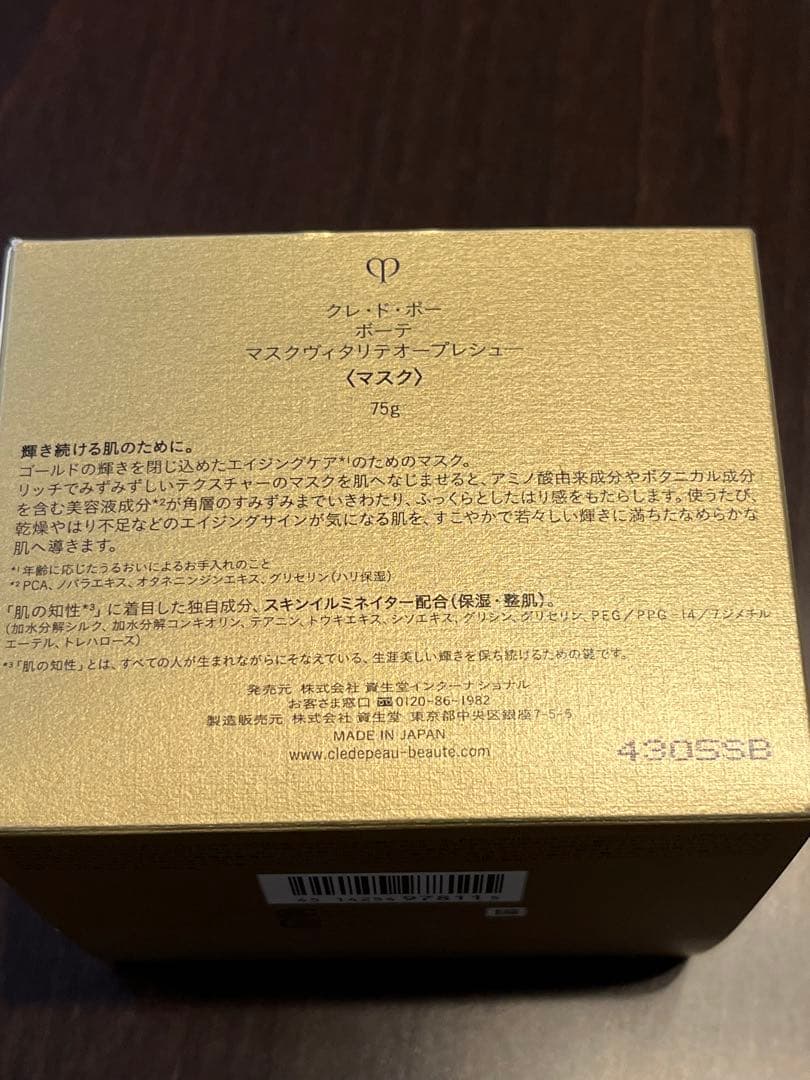 クレ・ド・ポー
ボーテ
マスクヴィタリテオープレシュー
〈マスク〉
75g
輝き続ける肌のために。
ゴールドの輝きを閉じ込めたエイジングケア*1のためのマスク。
リッチでみずみずしいテクスチャーのマスクを肌へなじませると、アミノ酸由来成分やボタニカル成分
を含む美容液成分*2が角層のすみずみまでいきわたり、ふっくらとしたはり感をもたらします。使うたび、
乾燥やはり不足などのエイジングサインが気になる肌を、すこやかで若々しい輝きに満ちたなめらかな
肌へ導きます。
*1 年齢に応じたうるおいによるお手入れのこと
*2 PCA、ノバラエキス、オタネニンジンエキス、グリセリン（ハリ保湿）
「肌の知性*3」に着目した独自成分、スキンイルミネイター配合（保湿・整肌）。
（加水分解シルク、加水分解コンキオリン、テアニン、トウキエキス、シソエキス、グリシン、グリセリン、PEG／PPG-14／7ジメチル
エーテル、トレハロース）
*3「肌の知性」とは、すべての人が生まれながらにそなえている、生涯美しい輝きを保ち続けるための鍵です。
発売元 株式会社 資生堂インターナショナル
お客さま窓口 0120-86-1982
製造販売元 株式会社 資生堂 東京都中央区銀座7-5-5
MADE IN JAPAN
www.cledepeau-beaute.com
4305SB
978115